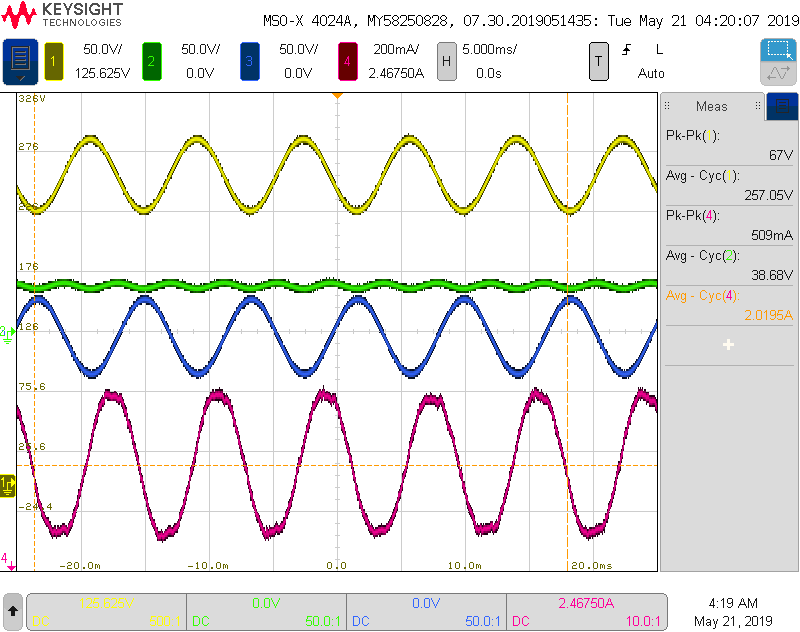 KEYSIGHT
TECHNOLOGIES
MSO-X 4024A, MY58250828, 07.30.2019051435: Tue May 21 04:20:07 2019
1 50.0V/ 2 50.0V/ 3 50.0V/ 4 200mA/ H 5.000ms/ T L
125.625V 0.0V 0.0V 2.46750A 0.0s Auto
326V
276
176
126
75.6
25.6
-24.4
-20.0m -10.0m 0.0 10.0m 20.0ms
Meas
Pk-Pk( ):
67V
Avg - Cyc( ):
257.05V
Pk-Pk(4):
509mA
Avg - Cyc(2):
38.68V
Avg - Cyc(4):
2.0195A
125.625V 0.0V 0.0V 2.46750A
DC 500:1 DC 50.0:1 DC 50.0:1 DC 10.0:1
4:19 AM
May 21, 2019